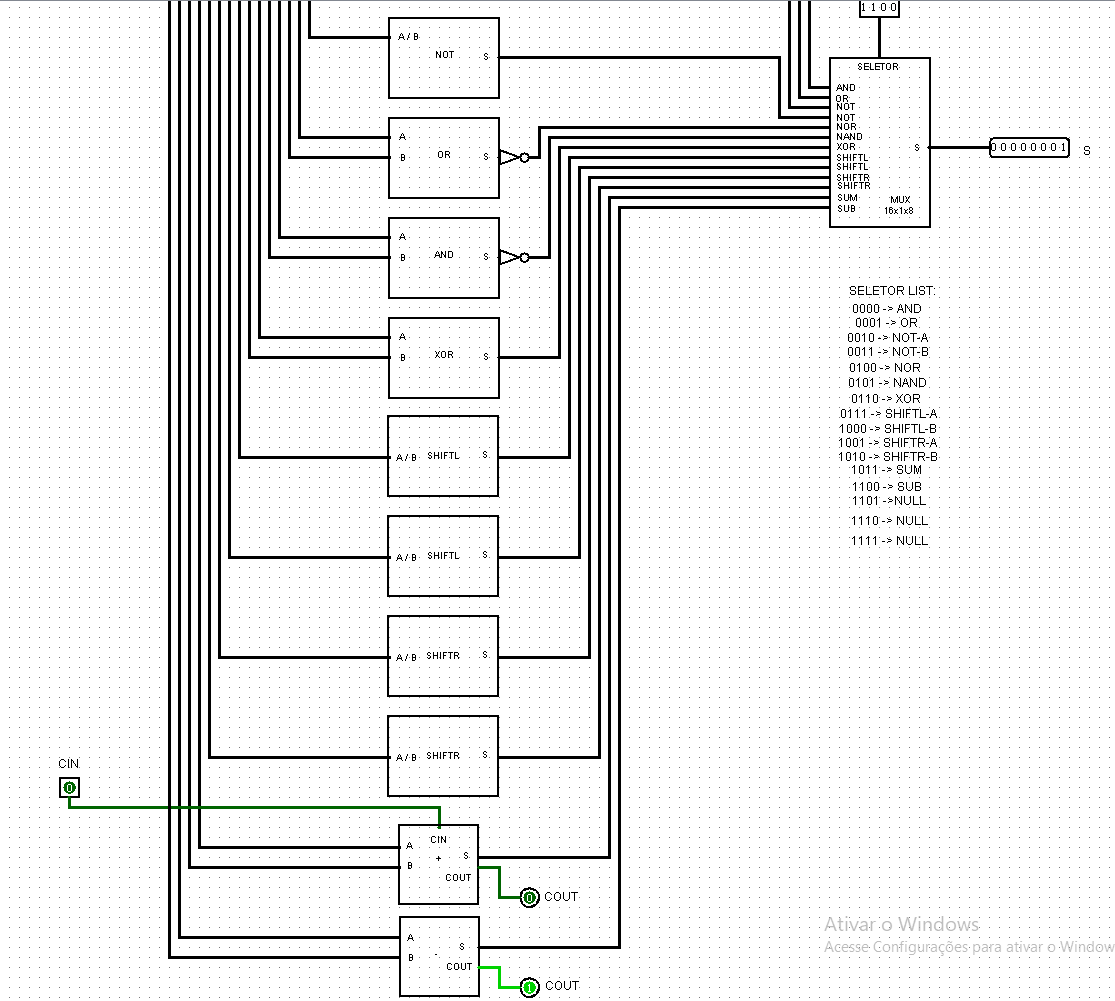 1 1 0 0
A/B
NOT
S
A
B
OR
S
A
B
AND
S
A
B
XOR
S
A/B
SHIFTL
S
A/B
SHIFTL
S
A/B
SHIFTR
S
A/B
SHIFTR
S
CIN
0
CIN
A
+
S
B
COUT
0
COUT
A
S
B
-
COUT
1
COUT
SELETOR
AND
OR
NOT
NOT
NOR
NAND
XOR
SHIFTL
SHIFTL
SHIFTR
SHIFTR
SUM
SUB
S
MUX
16x1x8
0 0 0 0 0 0 0 1
S
SELETOR LIST:
0000 -> AND
0001 -> OR
0010 -> NOT-A
0011 -> NOT-B
0100 -> NOR
0101 -> NAND
0110 -> XOR
0111 -> SHIFTL-A
1000 -> SHIFTL-B
1001 -> SHIFTR-A
1010 -> SHIFTR-B
1011 -> SUM
1100 -> SUB
1101 ->NULL
1110 -> NULL
1111 -> NULL
Ativar o Windows
Acesse Configurações para ativar o Window